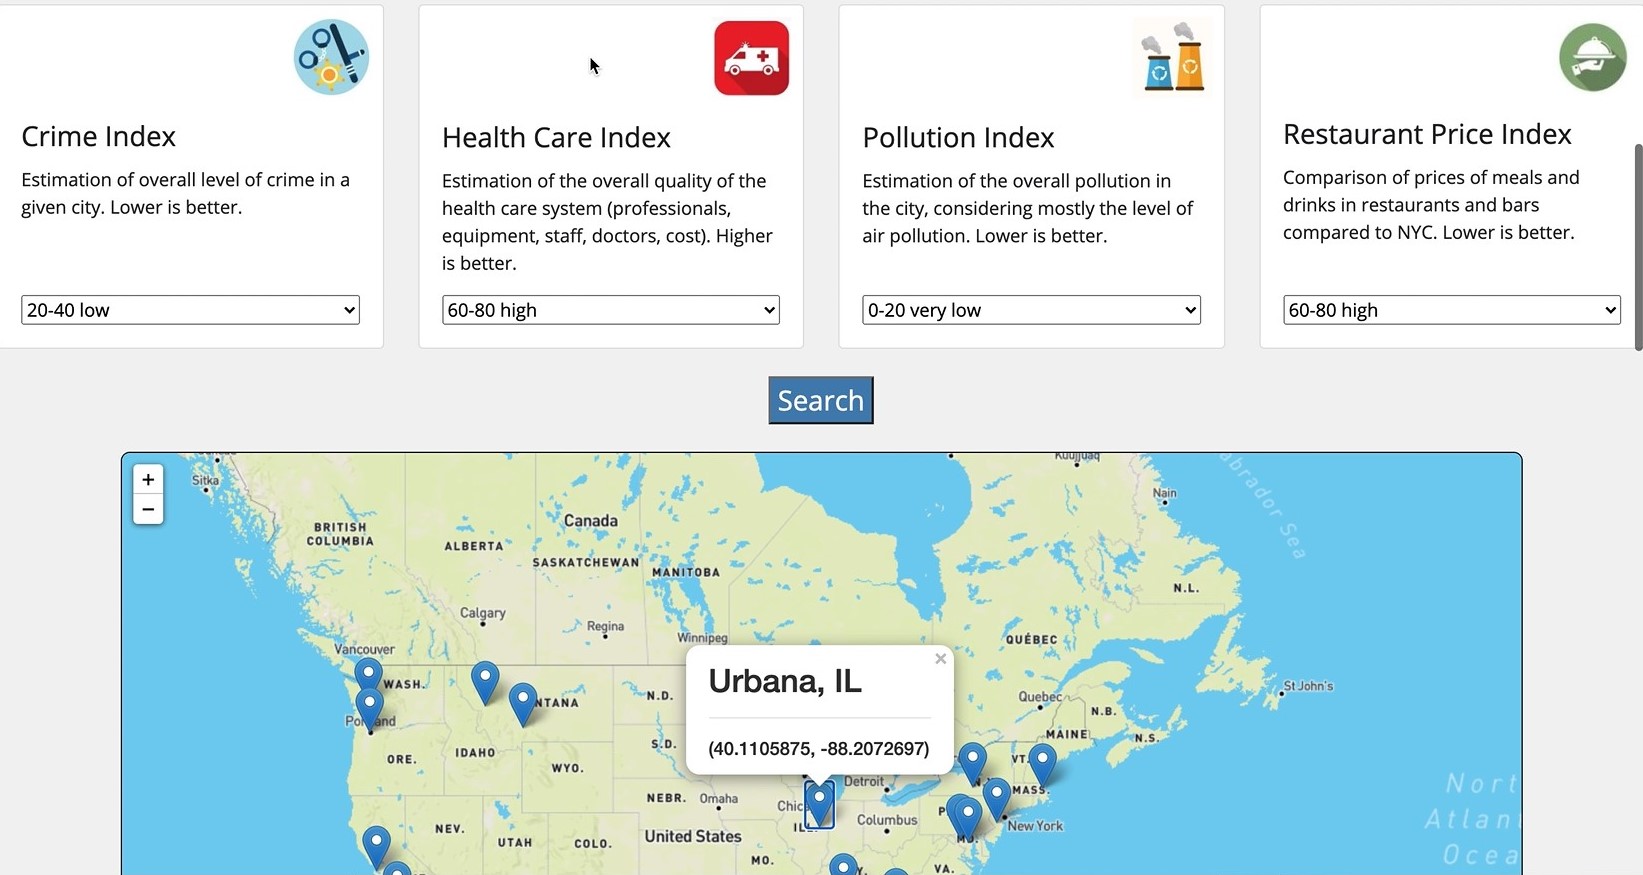 Crime Index
Estimation of overall level of crime in a
given city. Lower is better.
20-40 low
Health Care Index
Estimation of the overall quality of the
health care system (professionals,
equipment, staff, doctors, cost). Higher
is better.
60-80 high
Pollution Index
Estimation of the overall pollution in
the city, considering mostly the level of
air pollution. Lower is better.
0-20 very low
Restaurant Price Index
Comparison of prices of meals and
drinks in restaurants and bars
compared to NYC. Lower is better.
60-80 high
Search
+
−
Kuujjuaq
Sitka
Nain
abrador Sea
BRITISH
COLUMBIA
Canada
ALBERTA
SASKATCHEWAN
MANITOBA
N.L.
Calgary
Regina
Winnipeg
QUÉBEC
Vancouver
×
Urbana, IL
(40.1105875, -88.2072697)
WASH.
NTANA
N.D.
Quebec
St John's
N.B.
Po and
MAINE
N.S.
S.D.
ORE.
IDAHO
WYO.
VT.
Detroit
MASS.
NEBR.
Omaha
Chic
Nort
Atlant
Ocea
NEV.
UTAH
COLO.
United States
IL
Columbus
P
New York
MD.
MO.
Y.
VA.